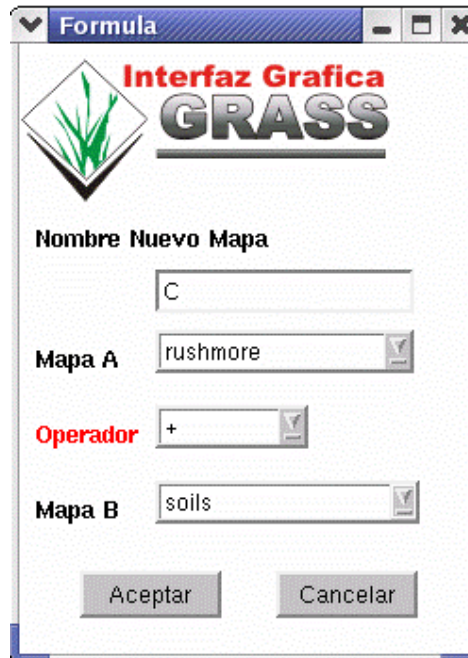 Formula
Interfaz Grafica
GRASS
Nombre Nuevo Mapa
C
Mapa A rushmore
Operador +
Mapa B soils
Aceptar Cancelar